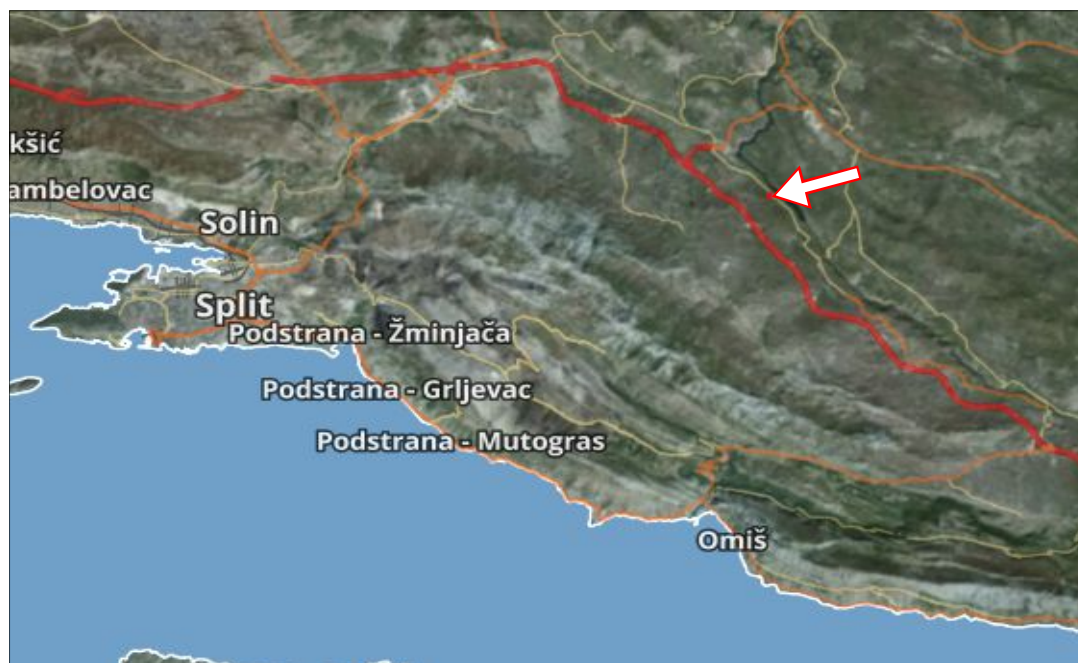 kšić
ambelovac
Solin
Split
Podstrana - Žminjača
Podstrana - Grljevac
Podstrana - Mutogras
Omiš